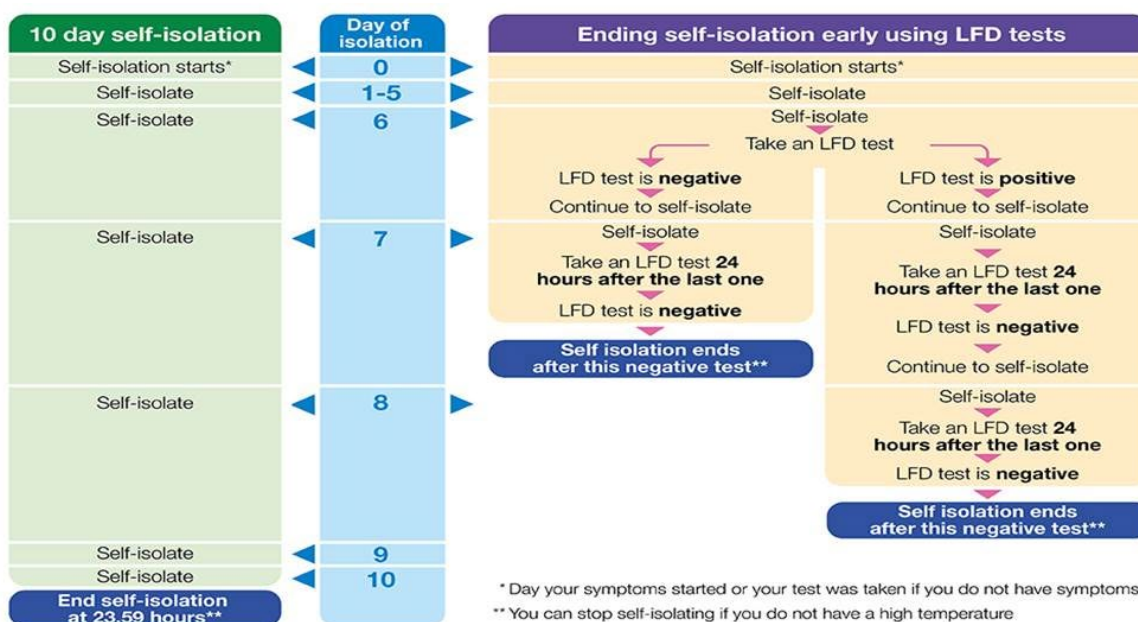 10 day self-isolation
Self-isolation starts*
Self-isolate
Self-isolate
Self-isolate
Self-isolate
Self-isolate
Self-isolate
End self-isolation
at 23.59 hours**
Day of
isolation
0
1-5
6
7
8
9
10
Ending self-isolation early using LFD tests
Self-isolation starts*
Self-isolate
Self-isolate
Take an LFD test
LFD test is negative
Continue to self-isolate
Self-isolate
Take an LFD test 24
hours after the last one
LFD test is negative
Self isolation ends
after this negative test**
LFD test is positive
Continue to self-isolate
Self-isolate
Take an LFD test 24
hours after the last one
LFD test is negative
Continue to self-isolate
Self-isolate
Take an LFD test 24
hours after the last one
LFD test is negative
Self isolation ends
after this negative test**
* Day your symptoms started or your test was taken if you do not have symptoms
** You can stop self-isolating if you do not have a high temperature